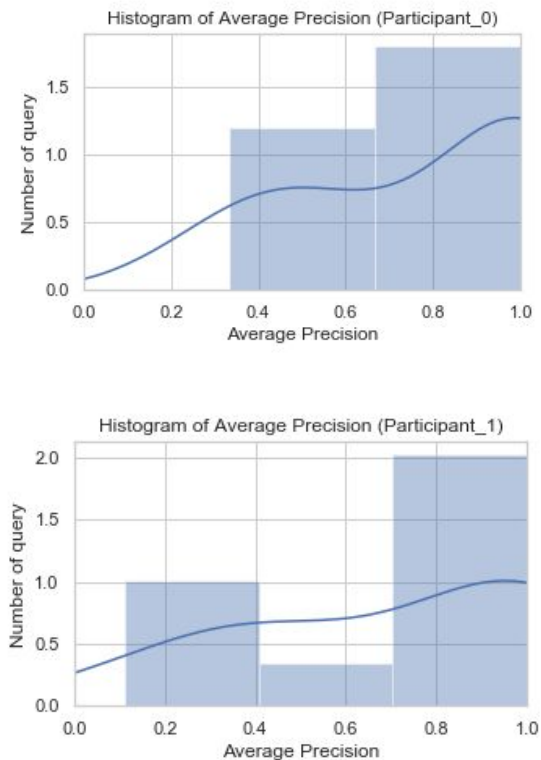 Histogram of Average Precision (Participant_0)
Number of query
1.5
1.0
0.5
0.0
0.0 0.2 0.4 0.6 0.8 1.0
Average Precision
Histogram of Average Precision (Participant_1)
Number of query
2.0
1.5
1.0
0.5
0.0
0.0 0.2 0.4 0.6 0.8 1.0
Average Precision